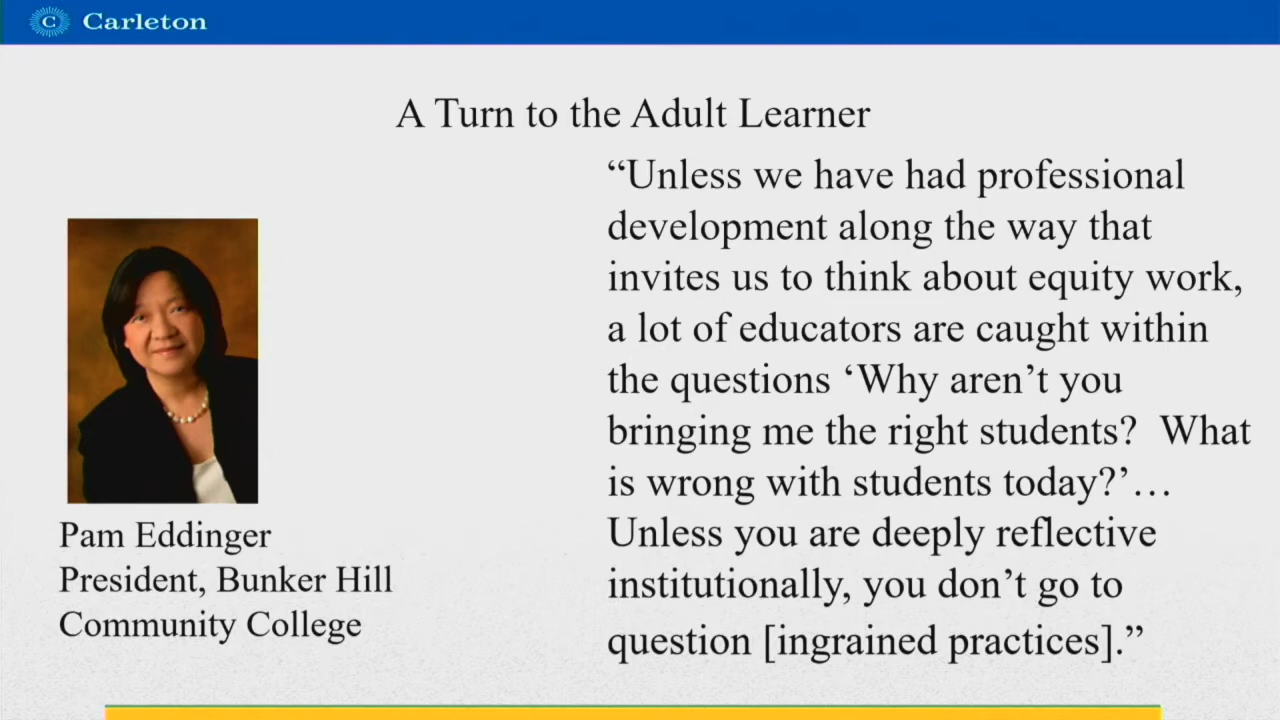 C Carleton
A Turn to the Adult Learner
“Unless we have had professional
development along the way that
invites us to think about equity work,
a lot of educators are caught within
the questions ‘Why aren’t you
bringing me the right students?  What
is wrong with students today?’…
Unless you are deeply reflective
institutionally, you don’t go to
question [ingrained practices].”
Pam Eddinger
President, Bunker Hill
Community College